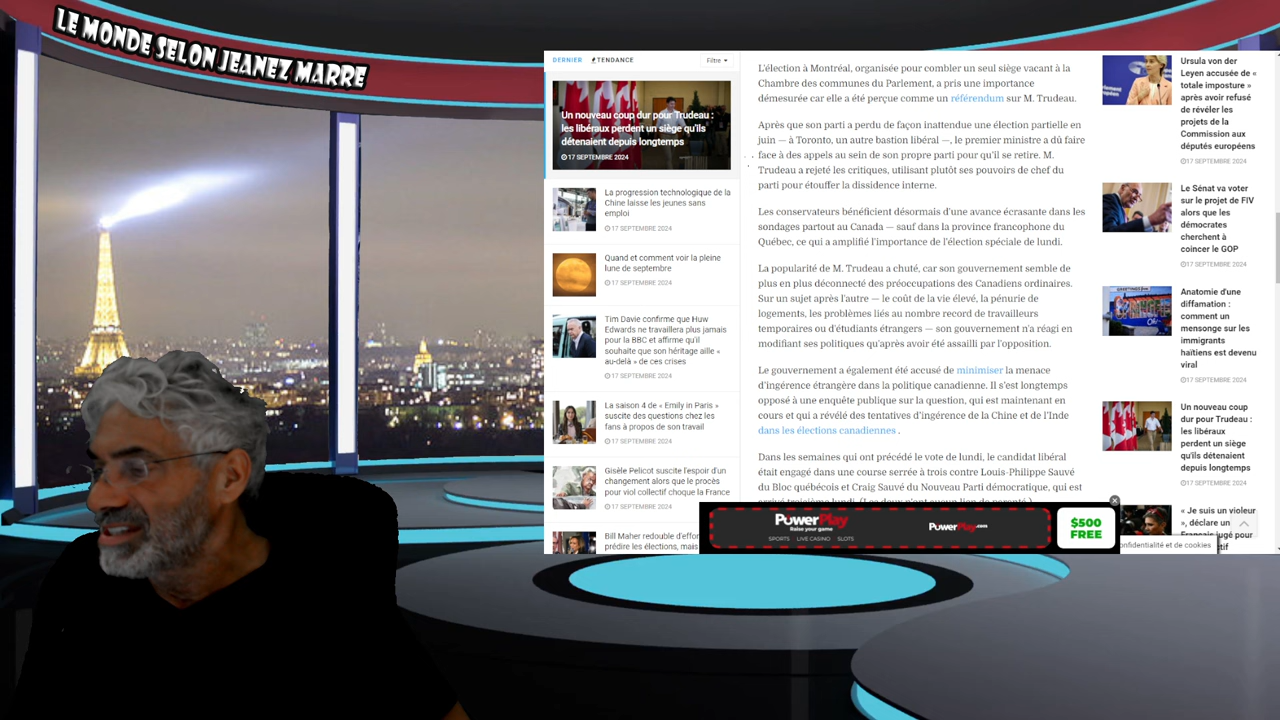 LE MONDE SELON JEANEZ MARRE
DERNIER
TENDANCE
Filtre
Un nouveau coup dur pour Trudeau :
les libéraux perdent un siège qu'ils
détenaient depuis longtemps
17 SEPTEMBRE 2024
La progression technologique de la
Chine laisse les jeunes sans
emploi
17 SEPTEMBRE 2024
Quand et comment voir la pleine
lune de septembre
17 SEPTEMBRE 2024
Tim Davie confirme que Huw
Edwards ne travaillera plus jamais
pour la BBC et affirme qu'il
souhaite que son héritage aille «
au-delà » de ces crises
17 SEPTEMBRE 2024
La saison 4 de « Emily in Paris »
suscite des questions chez les
fans à propos de son travail
17 SEPTEMBRE 2024
Gisèle Pelicot suscite l'espoir d'un
changement alors que le procès
pour viol collectif choque la France
17 SEPTEMBRE 2024
Bill Maher redouble d'effor
prédire les élections, mais
L'élection à Montréal, organisée pour combler un seul siège vacant à la
Chambre des communes du Parlement, a pris une importance
démesurée car elle a été perçue comme un référendum sur M. Trudeau.
Après que son parti a perdu de façon inattendue une élection partielle en
juin — à Toronto, un autre bastion libéral —, le premier ministre a dû faire
face à des appels au sein de son propre parti pour qu'il se retire. M.
Trudeau a rejeté les critiques, utilisant plutôt ses pouvoirs de chef du
parti pour étouffer la dissidence interne.
Les conservateurs bénéficient désormais d'une avance écrasante dans les
sondages partout au Canada — sauf dans la province francophone du
Québec, ce qui a amplifié l'importance de l'élection spéciale de lundi.
La popularité de M. Trudeau a chuté, car son gouvernement semble de
plus en plus déconnecté des préoccupations des Canadiens ordinaires.
Sur un sujet après l'autre — le coût de la vie élevé, la pénurie de
logements, les problèmes liés au nombre record de travailleurs
temporaires ou d'étudiants étrangers — son gouvernement n'a réagi en
modifiant ses politiques qu'après avoir été assailli par l'opposition.
Le gouvernement a également été accusé de minimiser la menace
d'ingérence étrangère dans la politique canadienne. Il s'est longtemps
opposé à une enquête publique sur la question, qui est maintenant en
cours et qui a révélé des tentatives d'ingérence de la Chine et de l'Inde
dans les élections canadiennes .
Dans les semaines qui ont précédé le vote de lundi, le candidat libéral
était engagé dans une course serrée à trois contre Louis-Philippe Sauvé
du Bloc québécois et Craig Sauvé du Nouveau Parti démocratique, qui est
arrivé troisième lundi. (Les deux n'ont aucun lien de parenté.)
Ursula von der
Leyen accusée de «
totale imposture »
après avoir refusé
de révéler les
projets de la
Commission aux
députés européens
17 SEPTEMBRE 2024
Le Sénat va voter
sur le projet de FIV
alors que les
démocrates
cherchent à
coincer le GOP
17 SEPTEMBRE 2024
Anatomie d'une
diffamation :
comment un
mensonge sur les
immigrants
haïtiens est devenu
viral
17 SEPTEMBRE 2024
Un nouveau coup
dur pour Trudeau :
les libéraux
perdent un siège
qu'ils détenaient
depuis longtemps
17 SEPTEMBRE 2024
« Je suis un violeur
», déclare un
Français jugé pour
PowerPlay
Raise your game
SPORTS LIVE CASINO SLOTS
PowerPlay.com
$500
FREE
onfidentialité et de cookies